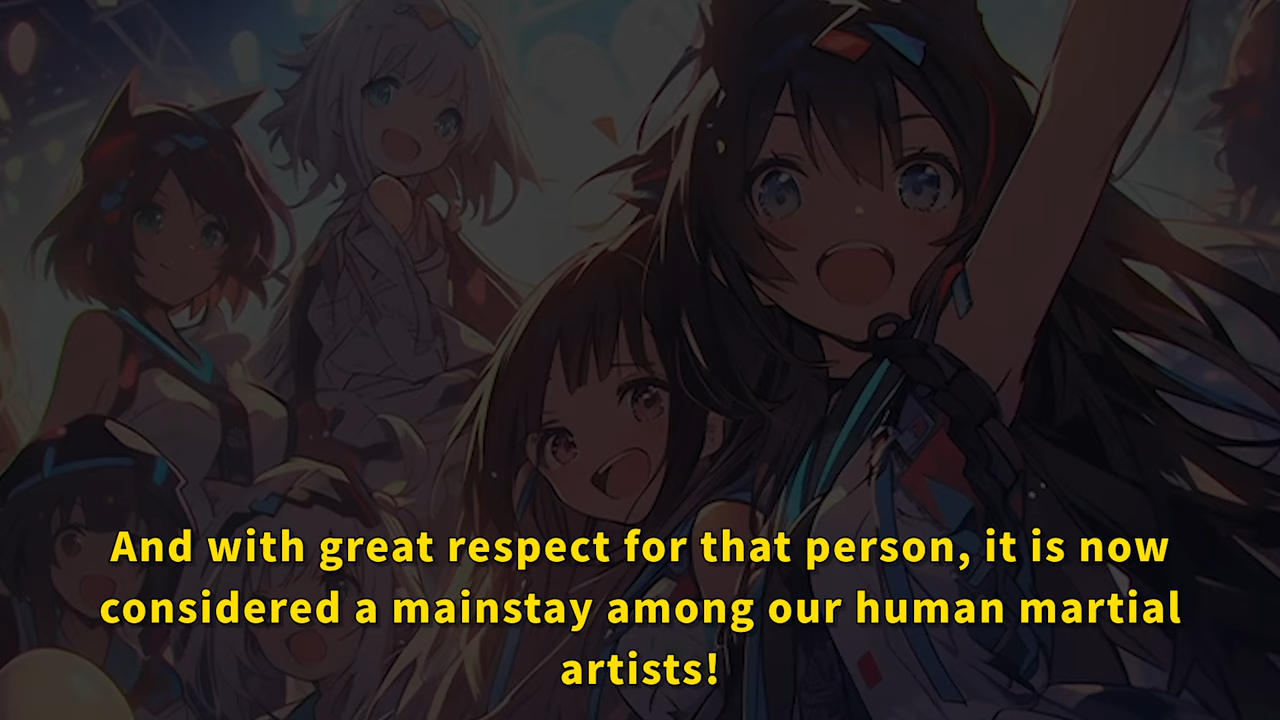 And with great respect for that person, it is now
considered a mainstay among our human martial
artists!